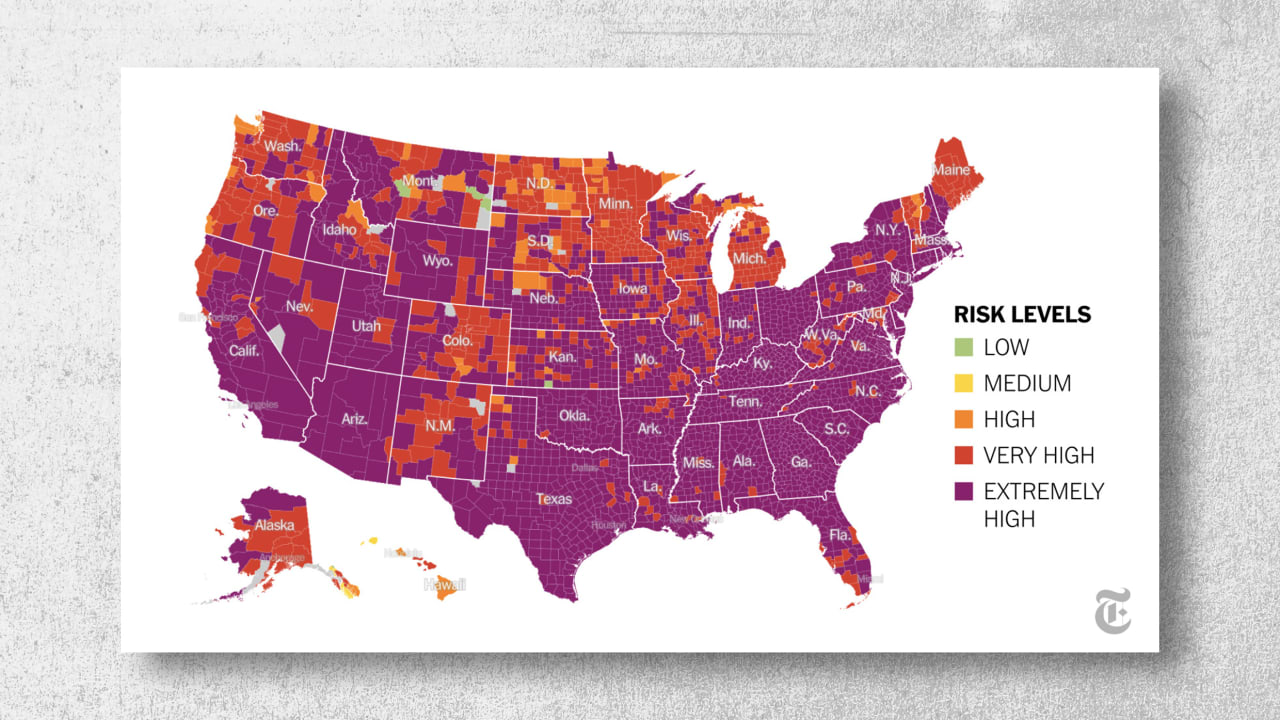 Wash.
Mont.
N.D.
Minn.
Maine
Ore.
Idaho
S.D.
Wis.
N.Y.
Mass.
Wyo.
Mich.
N.J.
Iowa
Pa.
Nev.
Neb.
San Francisco
Utah
Colo.
Ill.
Ind.
Md.
W.Va.
Va.
Calif.
Kan.
Mo.
Ky.
Los Angeles
Ariz.
N.M.
Okla.
Tenn.
N.C.
Ark.
S.C.
Dallas
Miss.
Ala.
Ga.
Texas
La.
Houston
New Orleans
Fla.
Miami
Alaska
Anchorage
Honolulu
Hawaii
RISK LEVELS
LOW
MEDIUM
HIGH
VERY HIGH
EXTREMELY
HIGH
T